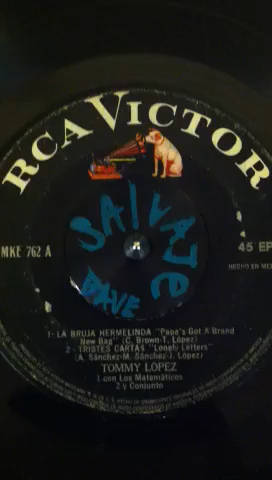 RCA VICTOR
SALVAJE
DAVE
MKE 762 A
45 EP
HECHO EN MEX
1 - LA BRUJA HERMELINDA "Papa's Got A Brand
New Bag" (C. Brown-T. López)
2 - TRISTES CARTAS "Lonely Letters"
(A. Sánchez-M. Sánchez-J. López)
TOMMY LOPEZ
1 con Los Matemáticos
2 y Conjunto